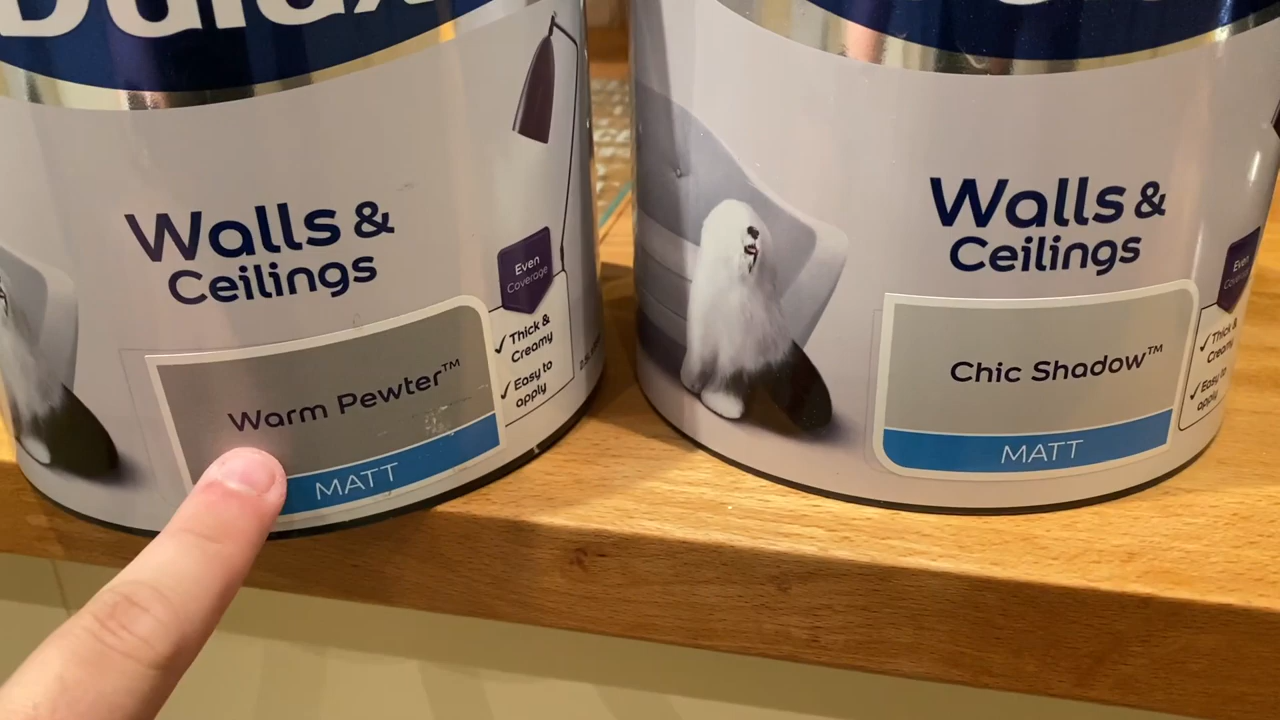 Dulux
Walls &
Ceilings
Even
Coverage
✓ Thick &
Creamy
✓ Easy to
apply
Warm Pewter™
MATT
Walls &
Ceilings
Even
✓ Thick &
Creamy
✓ Easy to
apply
Chic Shadow™
MATT